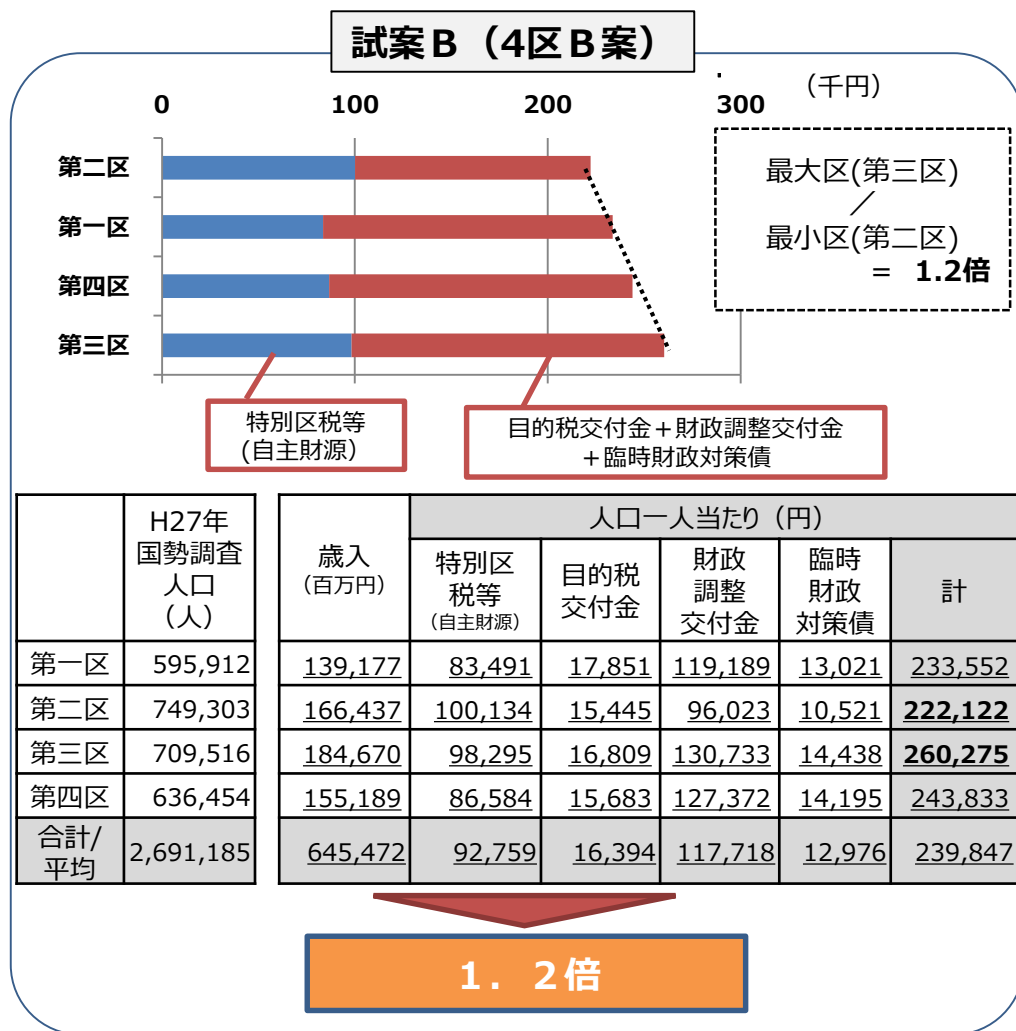 試案B（4区B案）
（千円）
0 100 200 300
第二区
第一区
第四区
第三区
最大区(第三区)
／
最小区(第二区)
＝ 1.2倍
特別区税等
(自主財源)
目的税交付金＋財政調整交付金
＋臨時財政対策債
H27年
国勢調査
人口
（人）
歳入
（百万円）
人口一人当たり（円）
特別区
税等
（自主財源）
目的税
交付金
財政
調整
交付金
臨時
財政
対策債
計
第一区 595,912 139,177 83,491 17,851 119,189 13,021 233,552
第二区 749,303 166,437 100,134 15,445 96,023 10,521 222,122
第三区 709,516 184,670 98,295 16,809 130,733 14,438 260,275
第四区 636,454 155,189 86,584 15,683 127,372 14,195 243,833
合計/
平均 2,691,185 645,472 92,759 16,394 117,718 12,976 239,847
１．２倍